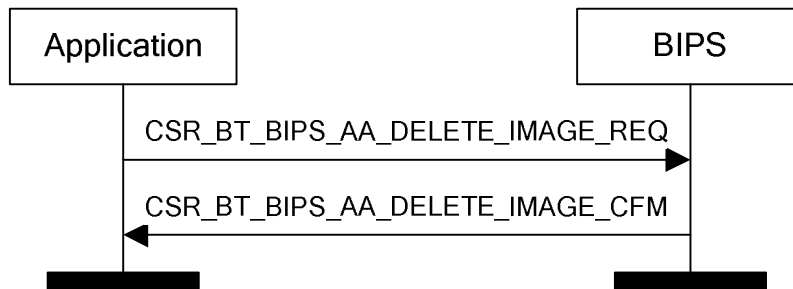 Application
BIPS
CSR_BT_BIPS_AA_DELETE_IMAGE_REQ
CSR_BT_BIPS_AA_DELETE_IMAGE_CFM